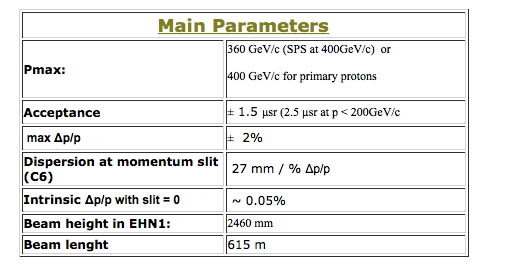 Main Parameters
Pmax:
360 GeV/c (SPS at 400GeV/c) or
400 GeV/c for primary protons
Acceptance
± 1.5 μsr (2.5 μsr at p < 200GeV/c
max Δp/p
± 2%
Dispersion at momentum slit
(C6)
27 mm / % Δp/p
Intrinsic Δp/p with slit = 0
~ 0.05%
Beam height in EHN1:
2460 mm
Beam lenght
615 m